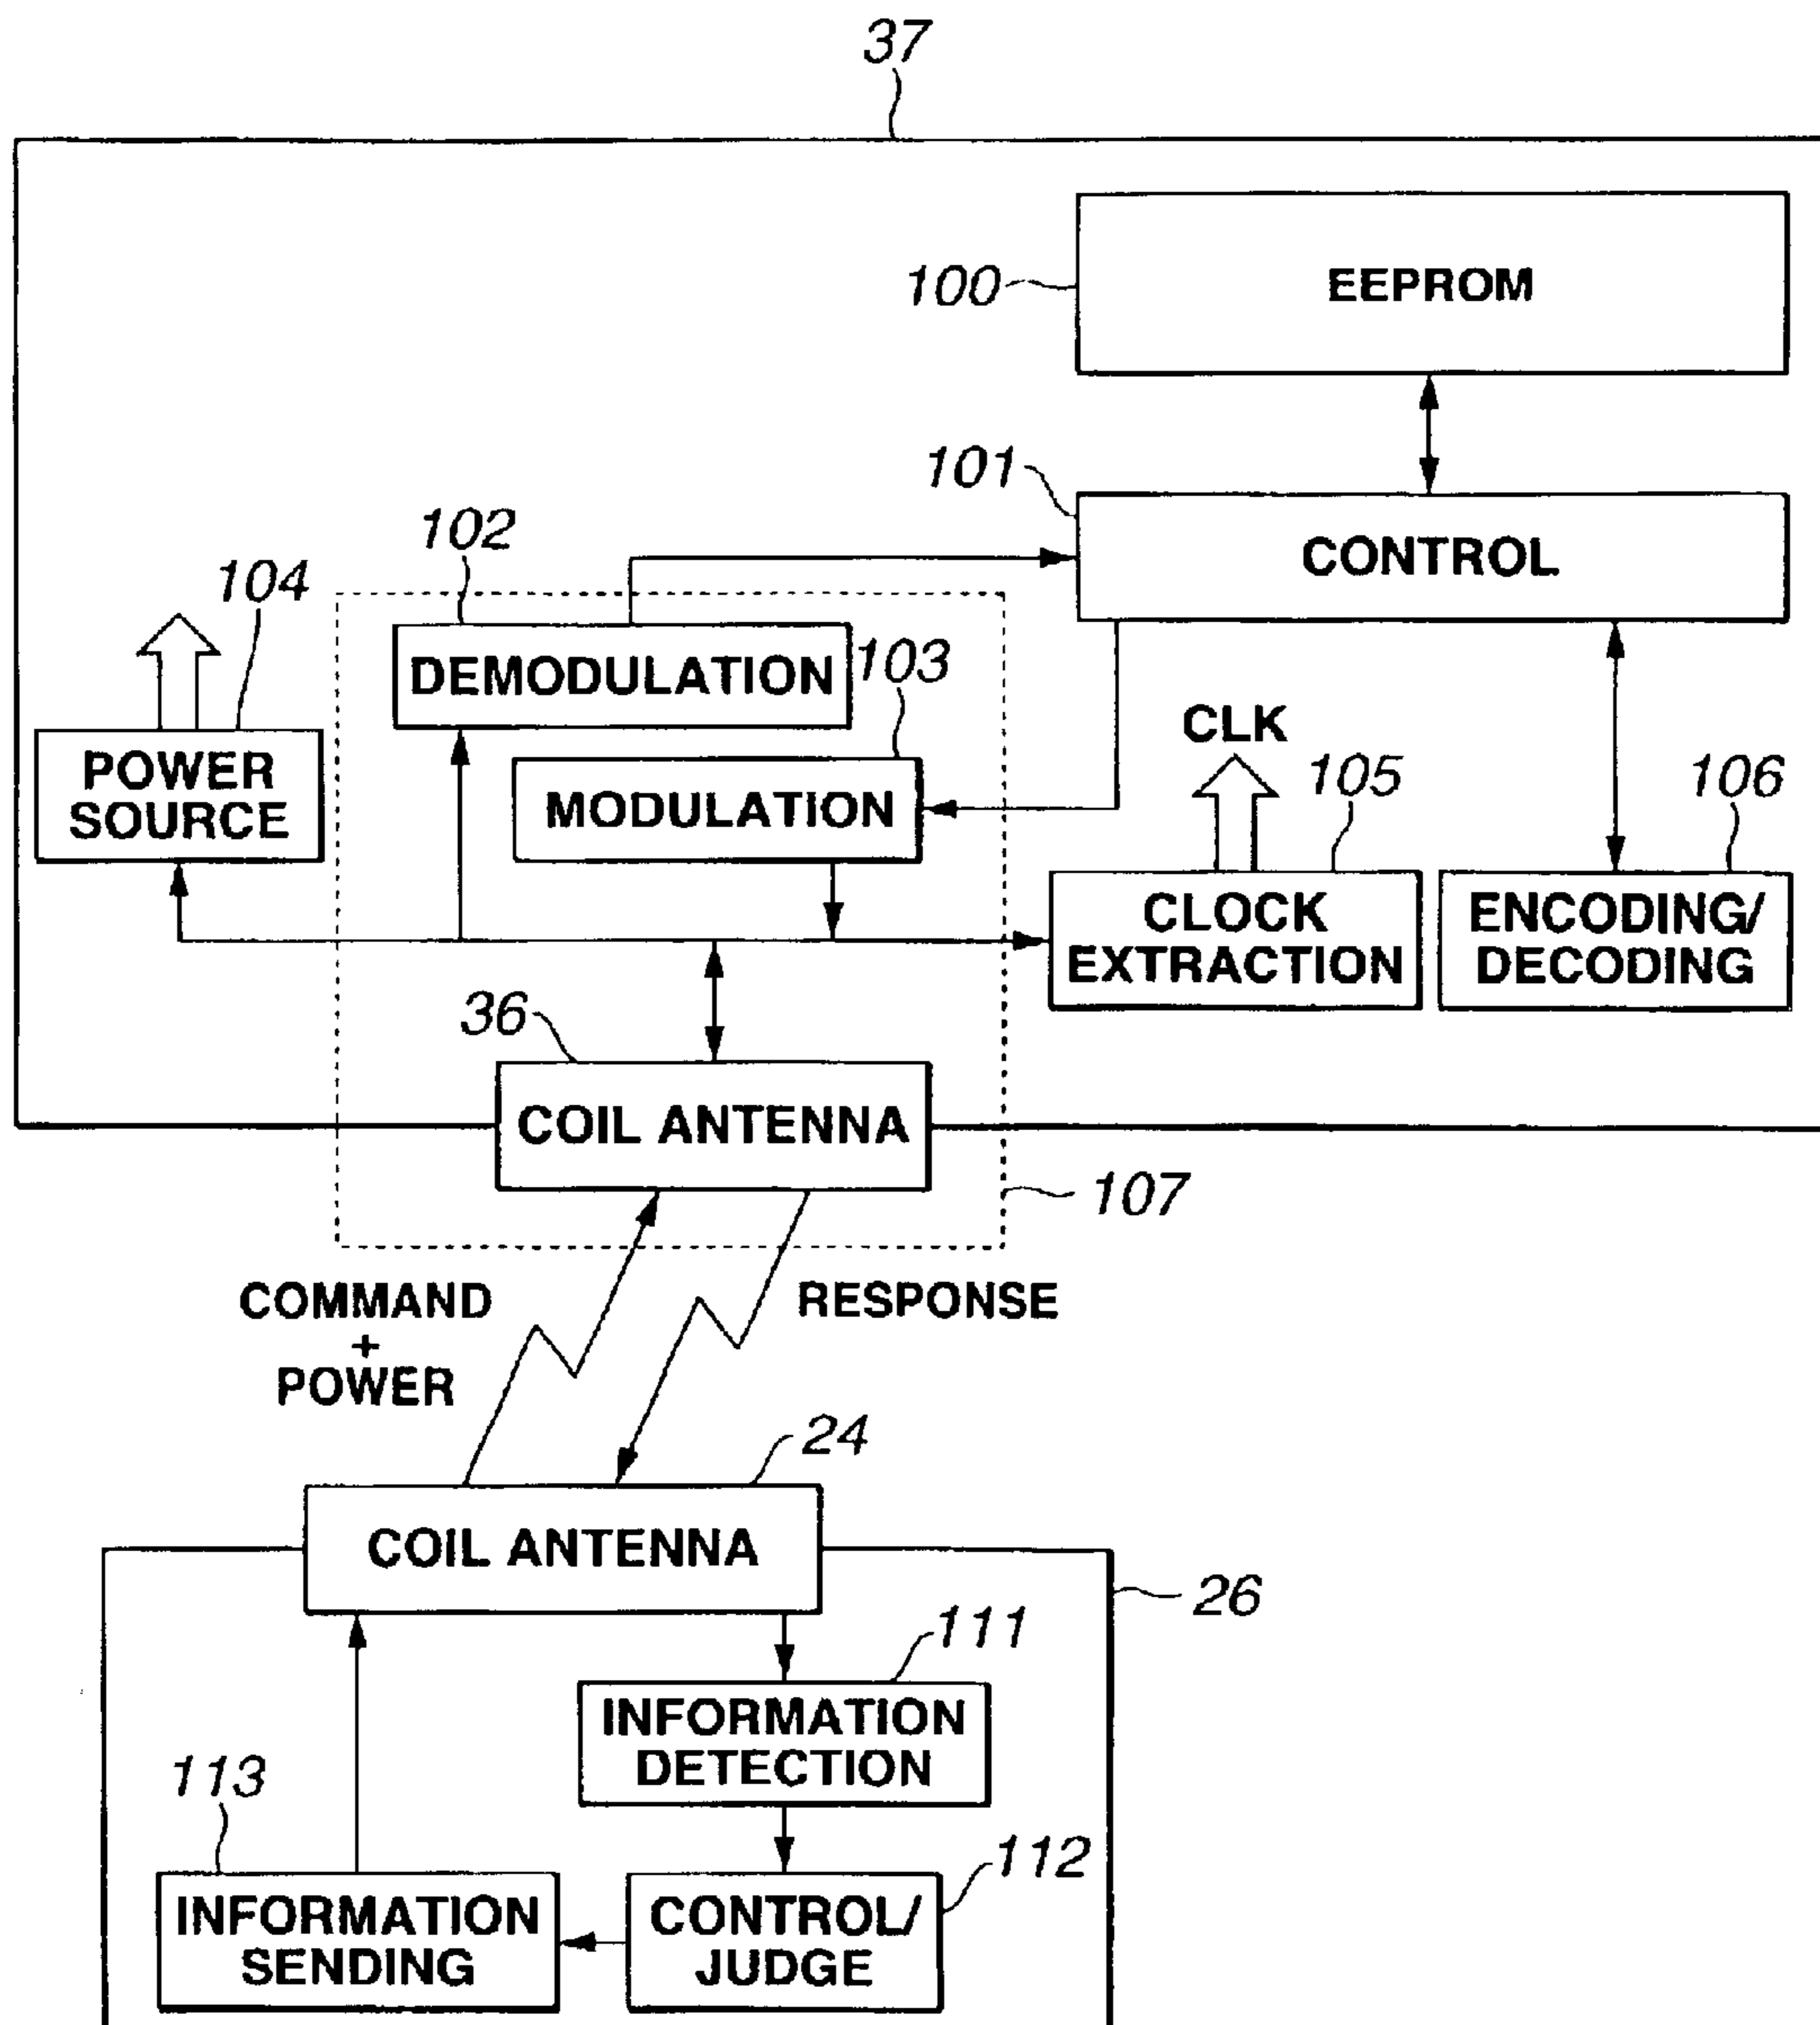 37
100
EEPROM
101
CONTROL
102
104
DEMODULATION
103
POWER
SOURCE
MODULATION
CLK
105
106
CLOCK
EXTRACTION
ENCODING/
DECODING
36
COIL ANTENNA
107
COMMAND
+
POWER
RESPONSE
24
COIL ANTENNA
26
111
INFORMATION
DETECTION
113
112
INFORMATION
SENDING
CONTROL/
JUDGE